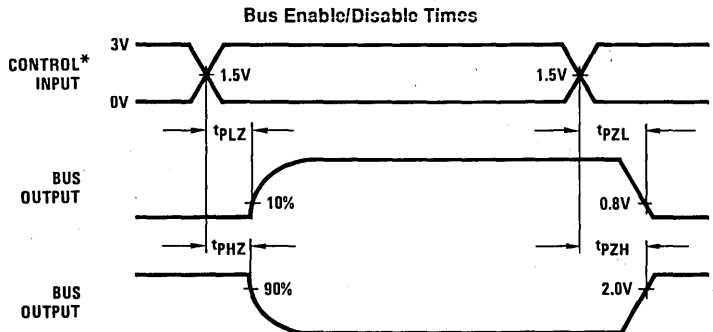 Bus Enable/Disable Times
3V
CONTROL*
INPUT
1.5V
1.5V
0V
tPLZ
tPZL
BUS
OUTPUT
10%
0.8V
tPHZ
tPZH
BUS
OUTPUT
90%
2.0V